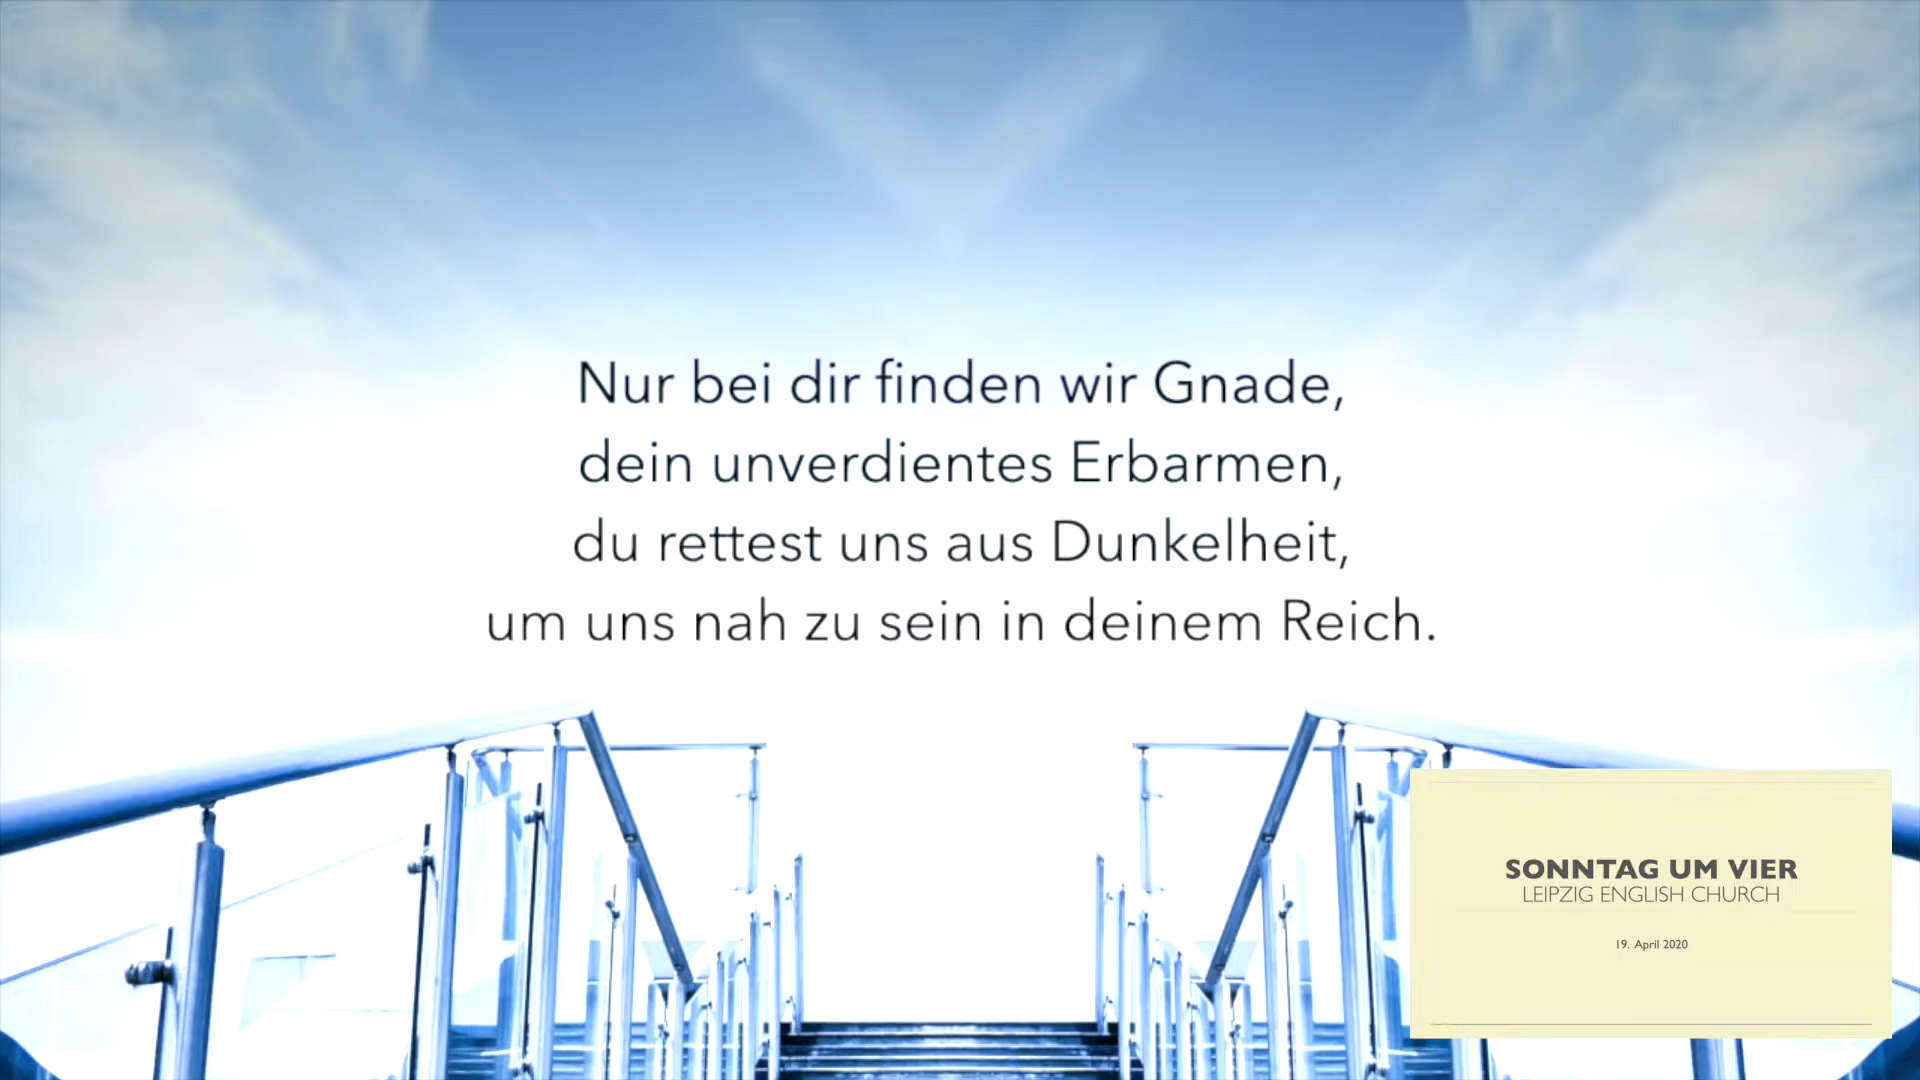 Nur bei dir finden wir Gnade,
dein unverdientes Erbarmen,
du rettest uns aus Dunkelheit,
um uns nah zu sein in deinem Reich.
SONNTAG UM VIER
LEIPZIG ENGLISH CHURCH
19. April 2020